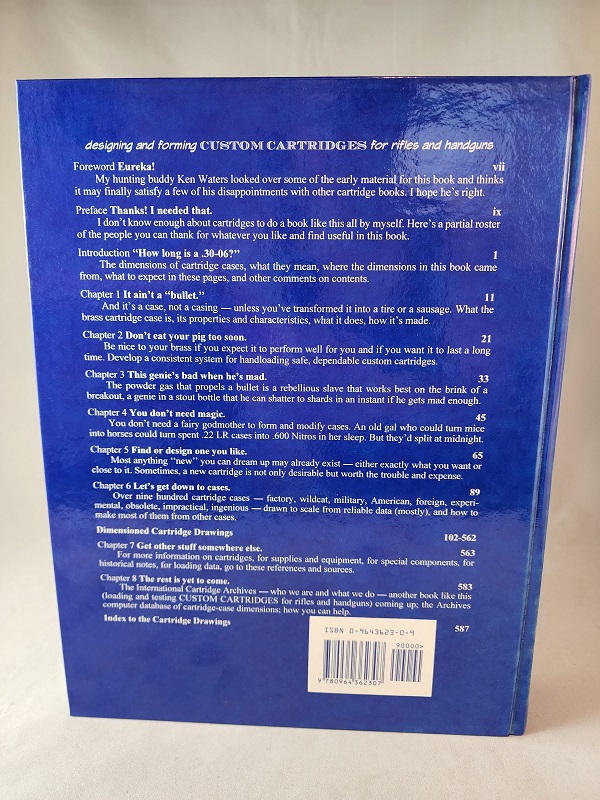 designing and forming CUSTOM CARTRIDGES for rifles and handguns
Foreword Eureka! vii
My hunting buddy Ken Waters looked over some of the early material for this book and thinks
it may finally satisfy a few of his disappointments with other cartridge books. I hope he's right.
Preface Thanks! I needed that. ix
I don't know enough about cartridges to do a book like this all by myself. Here's a partial roster
of the people you can thank for whatever you like and find useful in this book.
Introduction "How long is a .30-06?" 1
The dimensions of cartridge cases, what they mean, where the dimensions in this book came
from, what to expect in these pages, and other comments on contents.
Chapter 1 It ain't a "bullet." 11
And it's a case, not a casing — unless you've transformed it into a tire or a sausage. What the
brass cartridge case is, its properties and characteristics, what it does, how it's made.
Chapter 2 Don't eat your pig too soon. 21
Be nice to your brass if you expect it to perform well for you and if you want it to last a long
time. Develop a consistent system for handloading safe, dependable custom cartridges.
Chapter 3 This genie's bad when he's mad. 33
The powder gas that propels a bullet is a rebellious slave that works best on the brink of a
breakout, a genie in a stout bottle that he can shatter to shards in an instant if he gets mad enough.
Chapter 4 You don't need magic. 45
You don't need a fairy godmother to form and modify cases. An old gal who could turn mice
into horses could turn spent .22 LR cases into .600 Nitros in her sleep. But they'd split at midnight.
Chapter 5 Find or design one you like. 65
Most anything "new" you can dream up may already exist — either exactly what you want or
close to it. Sometimes, a new cartridge is not only desirable but worth the trouble and expense.
Chapter 6 Let's get down to cases. 89
Over nine hundred cartridge cases — factory, wildcat, military, American, foreign, experi-
mental, obsolete, impractical, ingenious — drawn to scale from reliable data (mostly), and how to
make most of them from other cases.
Dimensioned Cartridge Drawings 102-562
Chapter 7 Get other stuff somewhere else. 563
For more information on cartridges, for supplies and equipment, for special components, for
historical notes, for loading data, go to these references and sources.
Chapter 8 The rest is yet to come. 583
The International Cartridge Archives — who we are and what we do — another book like this
(loading and testing CUSTOM CARTRIDGES for rifles and handguns) coming up; the Archives
computer database of cartridge-case dimensions; how you can help.
Index to the Cartridge Drawings 587
ISBN 0-9643623-0-9
90000>
9 780964 362307